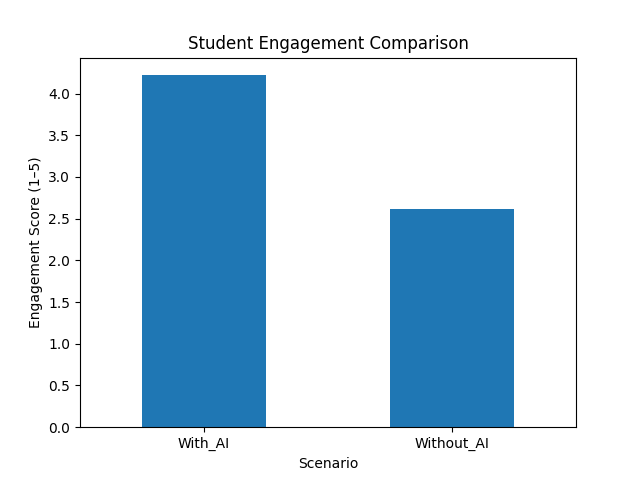 Student Engagement Comparison
Engagement Score (1–5)
4.0
3.5
3.0
2.5
2.0
1.5
1.0
0.5
0.0
With_AI Without_AI
Scenario